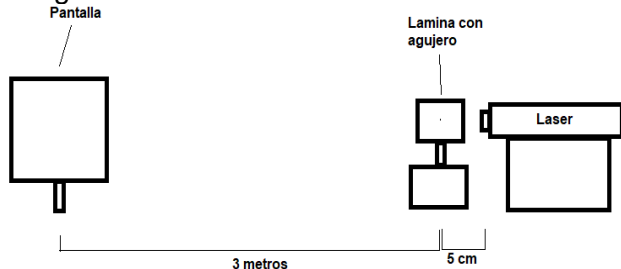 Pantalla
Lamina con
agujero
Laser
3 metros
5 cm